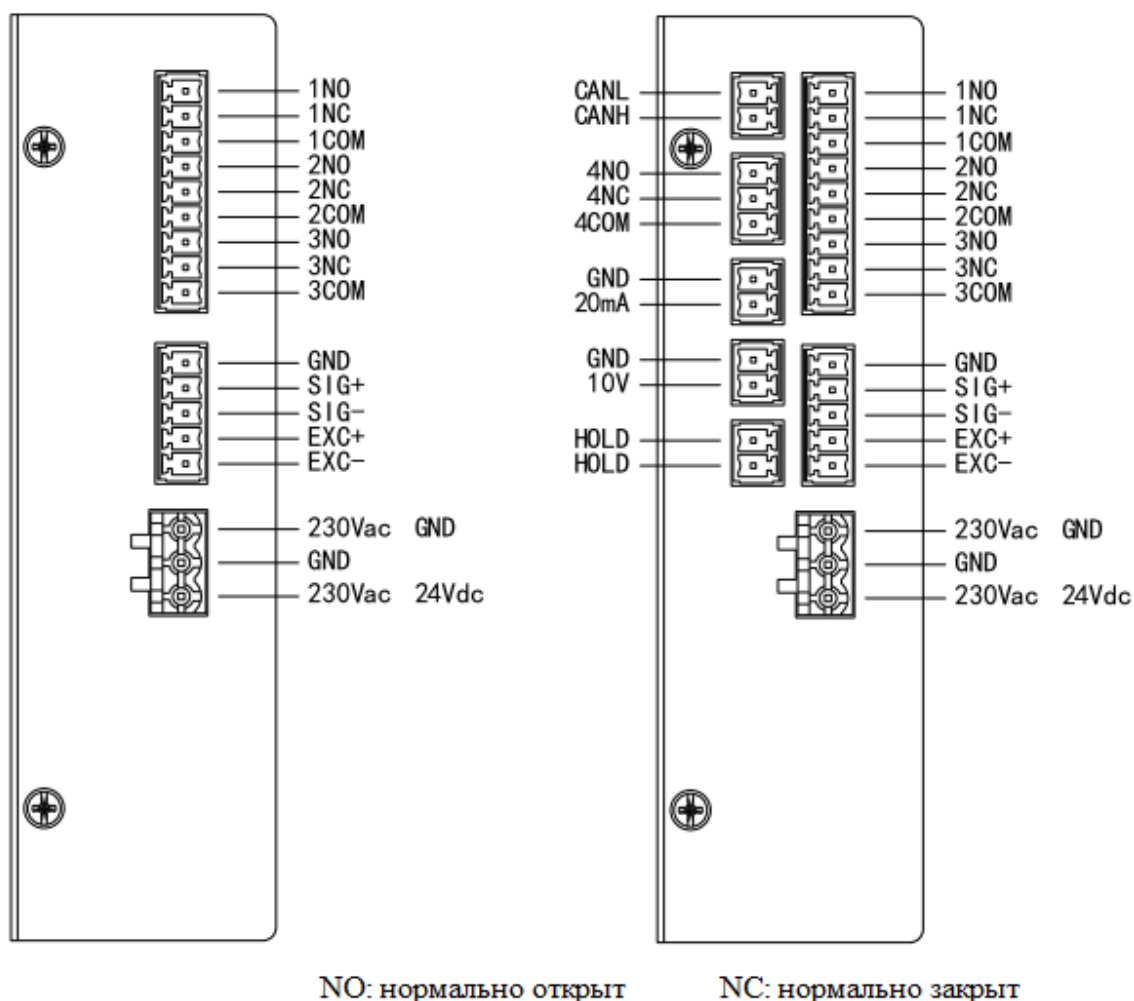 1NO
1NC
1COM
2NO
2NC
2COM
3NO
3NC
3COM
GND
SIG+
SIG-
EXC+
EXC-
230Vac GND
GND
230Vac 24Vdc
CANL
CANH
4NO
4NC
4COM
GND
20mA
GND
10V
HOLD
HOLD
1NO
1NC
1COM
2NO
2NC
2COM
3NO
3NC
3COM
GND
SIG+
SIG-
EXC+
EXC-
230Vac GND
GND
230Vac 24Vdc
NO: нормально открыт NC: нормально закрыт